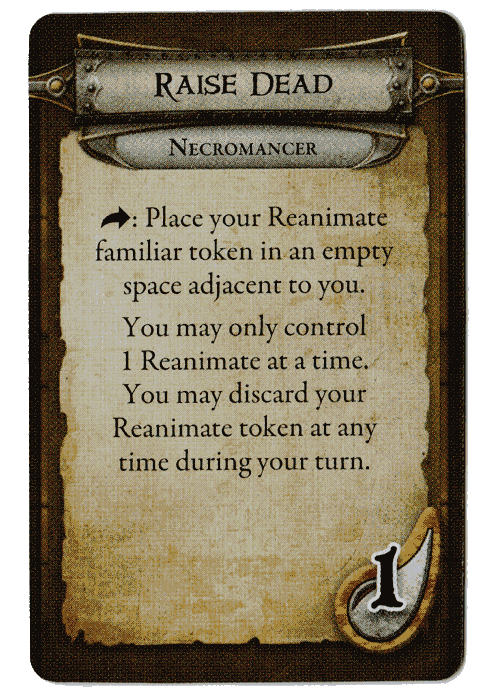 Raise Dead
Necromancer
: Place your Reanimate
familiar token in an empty
space adjacent to you.
You may only control
1 Reanimate at a time.
You may discard your
Reanimate token at any
time during your turn.
1